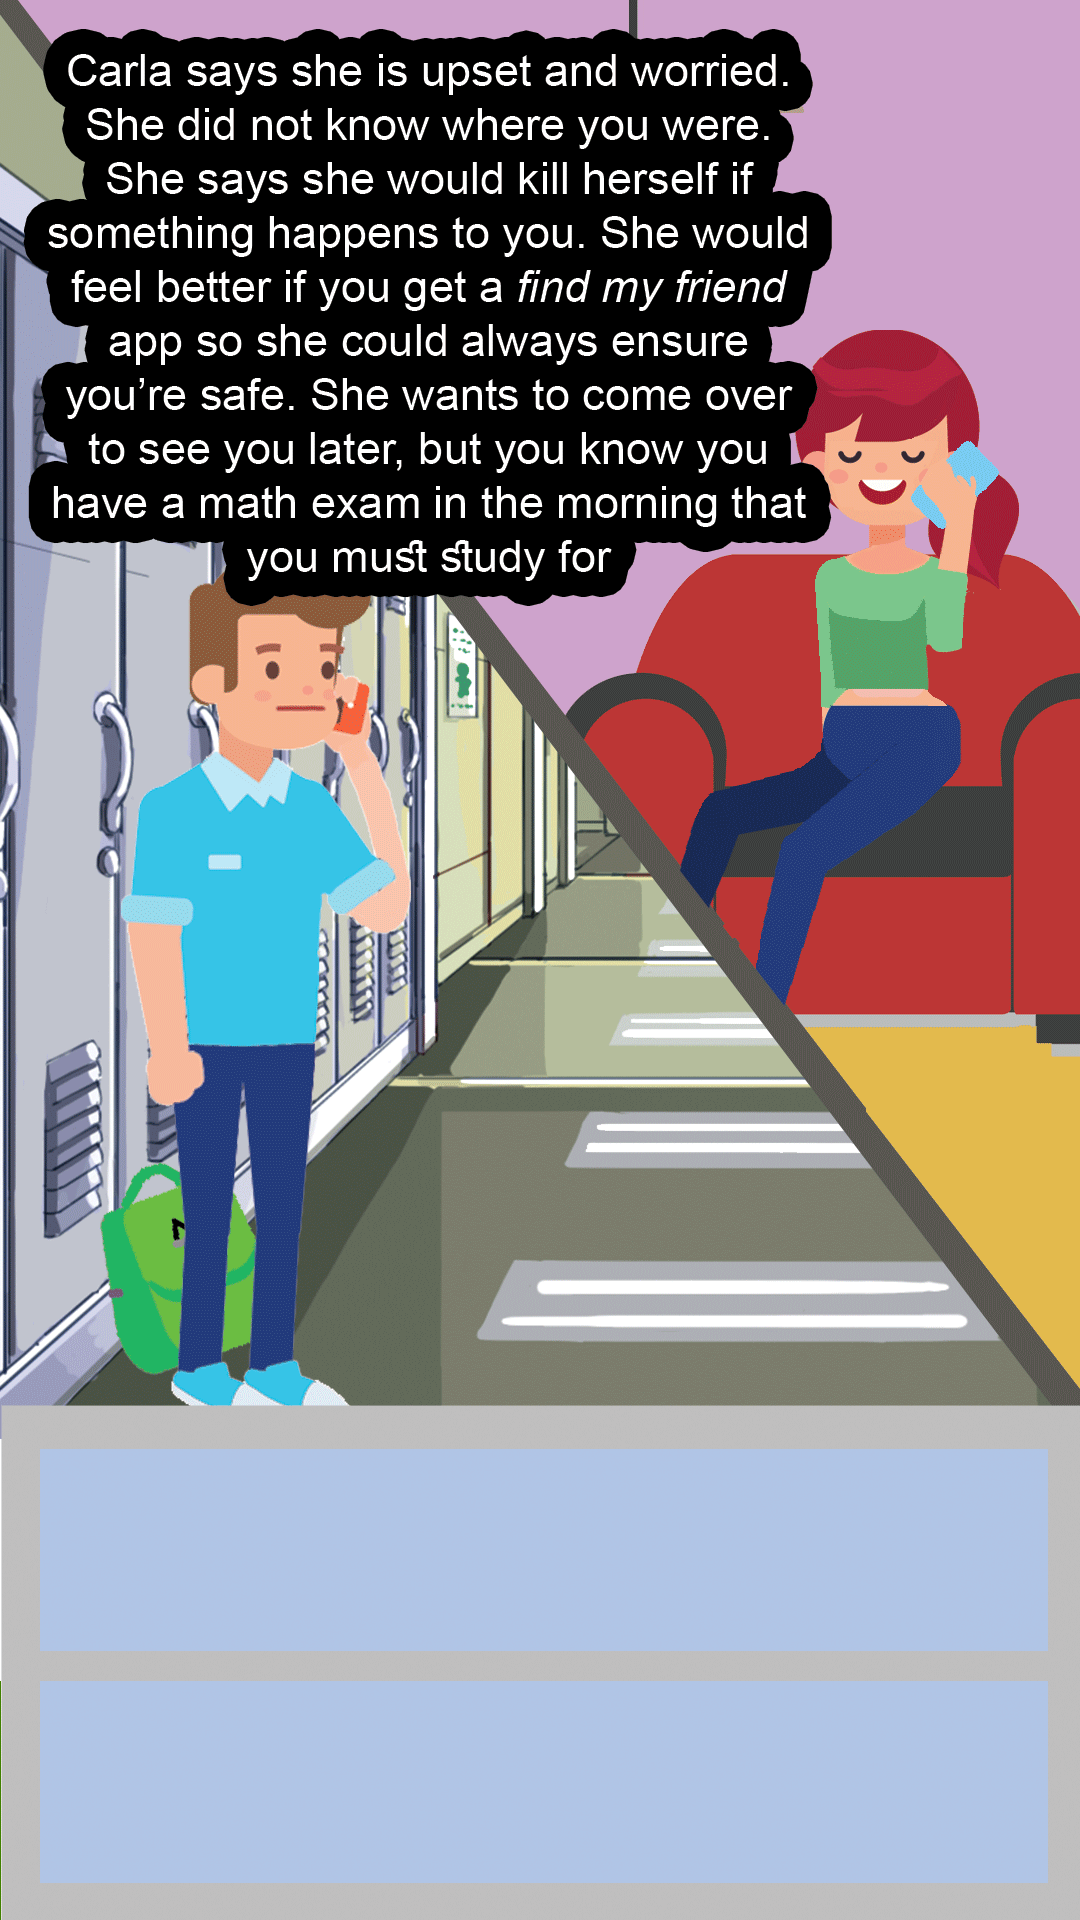 Carla says she is upset and worried.
She did not know where you were.
She says she would kill herself if
something happens to you. She would
feel better if you get a find my friend
app so she could always ensure
you’re safe. She wants to come over
to see you later, but you know you
have a math exam in the morning that
you must study for